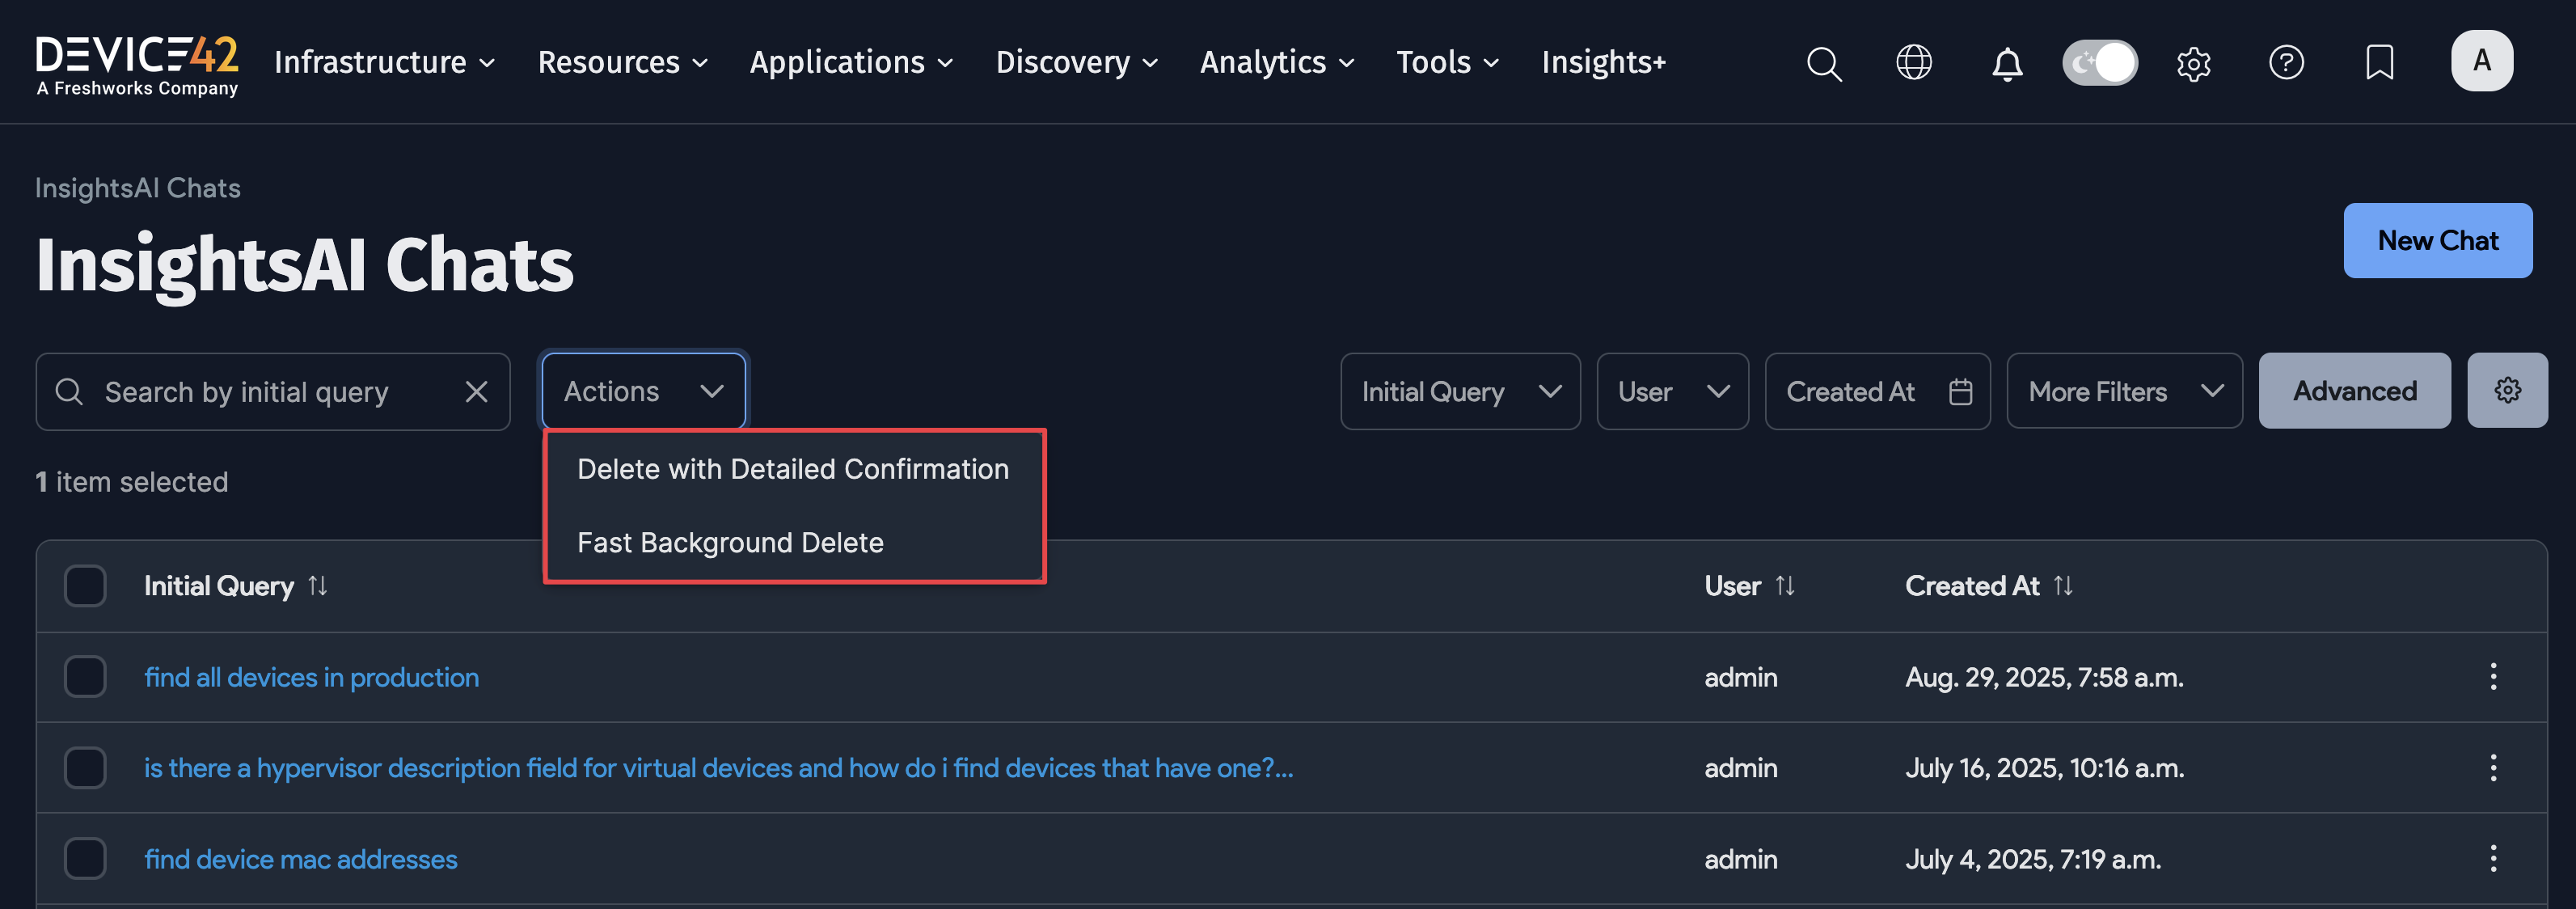 DEVICE42
A Freshworks Company
Infrastructure Resources Applications Discovery Analytics Tools Insights+ A
InsightsAI Chats
InsightsAI Chats
New Chat
Search by initial query Actions Initial Query User Created At More Filters Advanced
Delete with Detailed Confirmation
1 item selected
Fast Background Delete
Initial Query User Created At
find all devices in production admin Aug. 29, 2025, 7:58 a.m.
is there a hypervisor description field for virtual devices and how do i find devices that have one?... admin July 16, 2025, 10:16 a.m.
find device mac addresses admin July 4, 2025, 7:19 a.m.